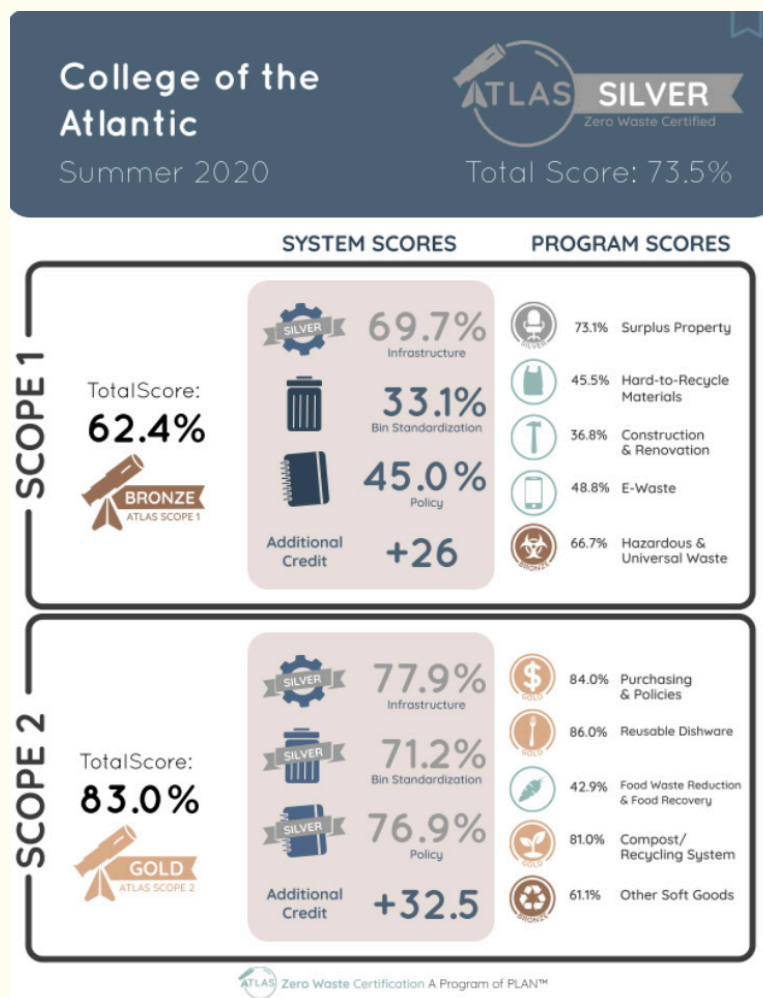 College of the
Atlantic
Summer 2020
ATLAS SILVER
Zero Waste Certified
Total Score: 73.5%
SYSTEM SCORES
PROGRAM SCORES
SCOPE 1
TotalScore:
62.4%
BRONZE
ATLAS SCOPE 1
SILVER
69.7%
Infrastructure
33.1%
Bin Standardization
45.0%
Policy
Additional
Credit
+26
SILVER
73.1% Surplus Property
45.5% Hard-to-Recycle
Materials
36.8% Construction
& Renovation
48.8% E-Waste
BRONZE
66.7% Hazardous &
Universal Waste
SCOPE 2
TotalScore:
83.0%
GOLD
ATLAS SCOPE 2
SILVER
77.9%
Infrastructure
SILVER
71.2%
Bin Standardization
SILVER
76.9%
Policy
Additional
Credit
+32.5
GOLD
84.0% Purchasing
& Policies
GOLD
86.0% Reusable Dishware
42.9% Food Waste Reduction
& Food Recovery
GOLD
81.0% Compost/
Recycling System
BRONZE
61.1% Other Soft Goods
ATLAS Zero Waste Certification A Program of PLAN™